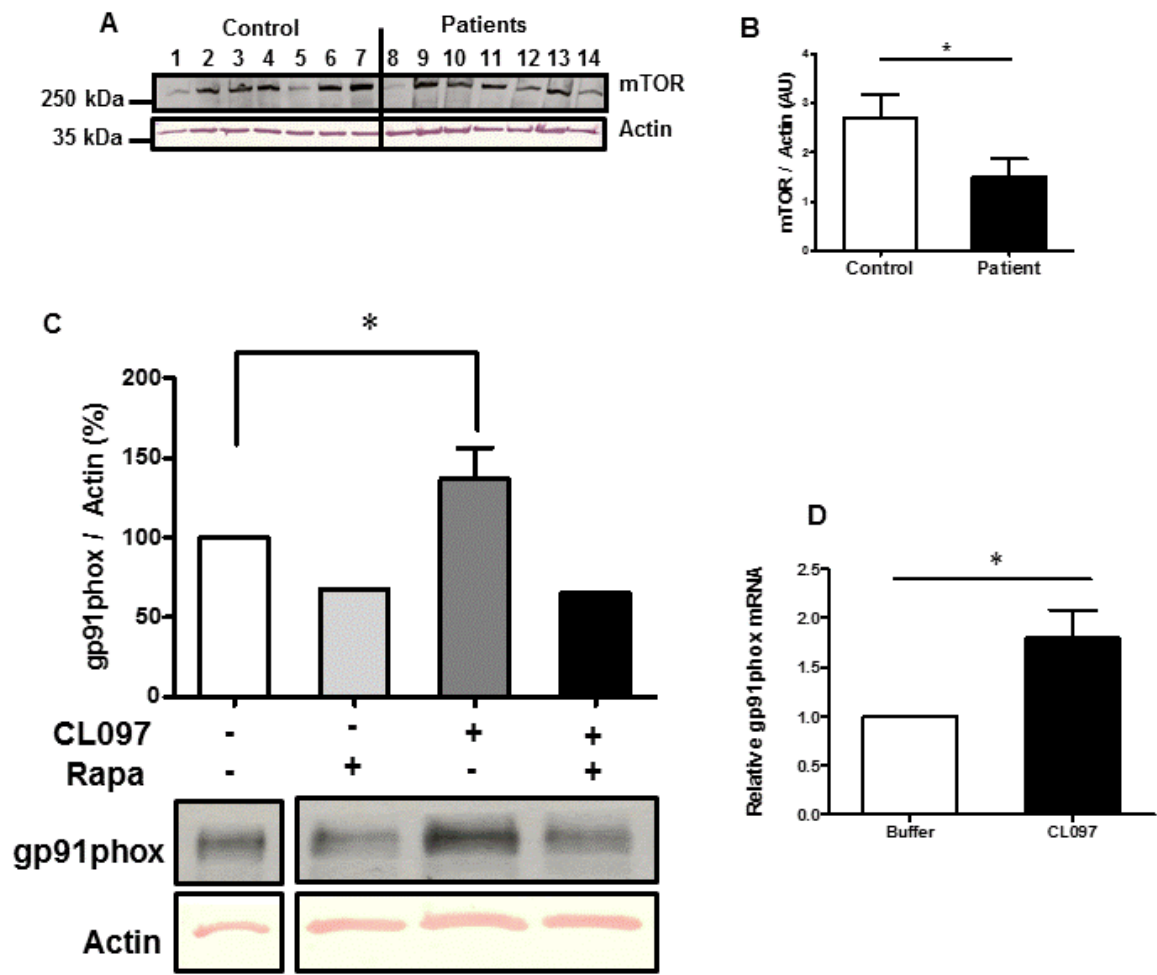 A
Control
Patients
1 2 3 4 5 6 7 8 9 10 11 12 13 14
mTOR
250 kDa
35 kDa
Actin
B
*
4
3
2
1
0
mTOR / Actin (AU)
Control Patient
C
*
200
150
100
50
0
gp91phox / Actin (%)
CL097 - - + +
Rapa - + - +
gp91phox
Actin
D
*
2.5
2.0
1.5
1.0
0.5
0.0
Relative gp91phox mRNA
Buffer CL097